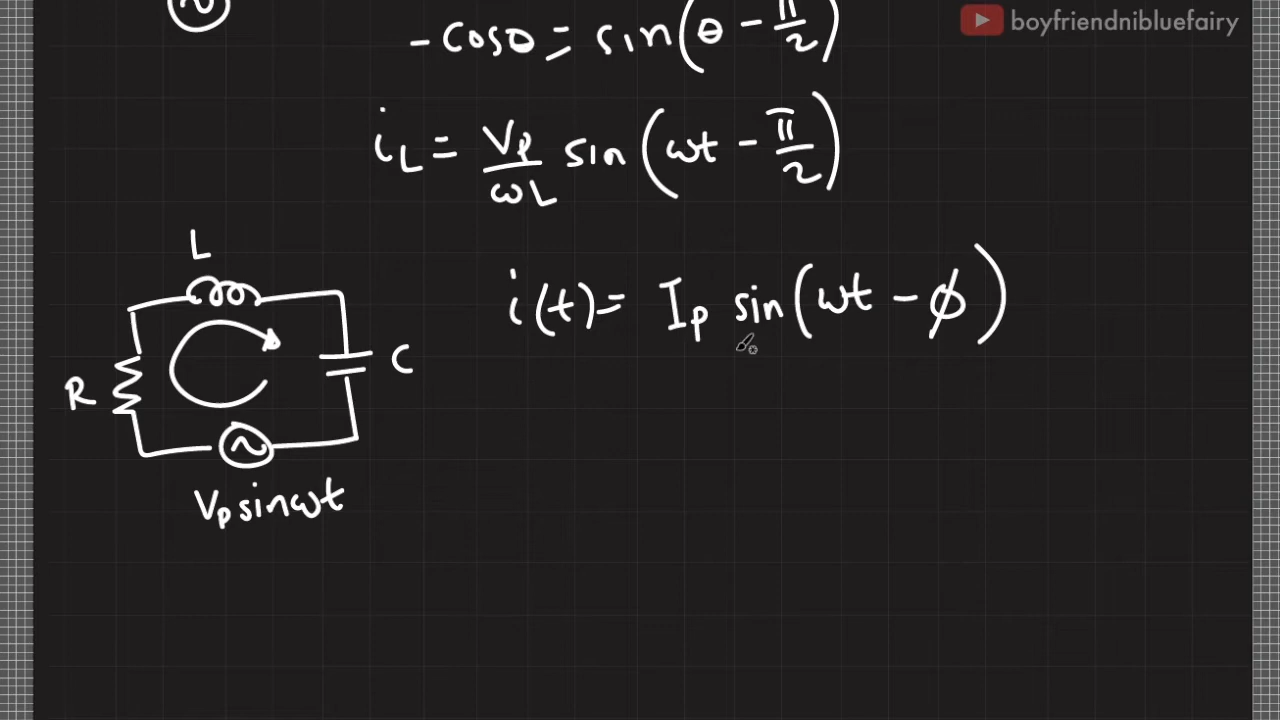 boyfriendnibluefairy
-cosθ = sin(θ - π/2)
i_L = V_p/ωL sin(ωt - π/2)
L
i(t) = I_p sin(ωt - ϕ)
R
C
V_p sinωt